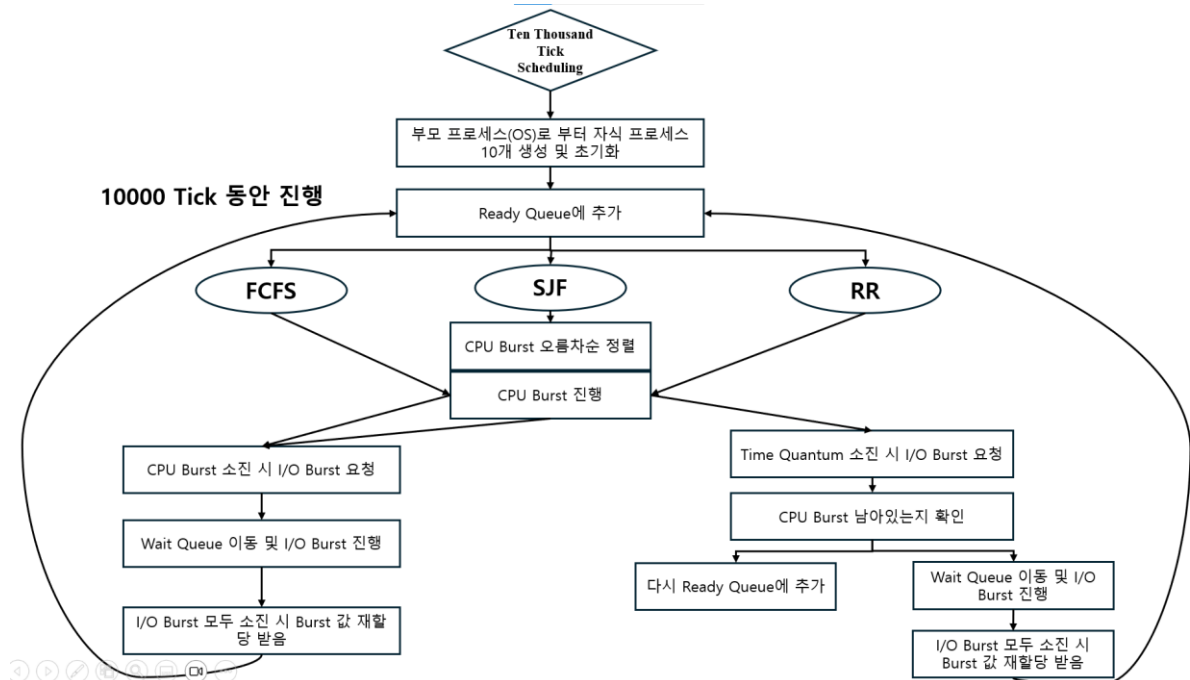 Ten Thousand
Tick
Scheduling
부모 프로세스(OS)로 부터 자식 프로세스
10개 생성 및 초기화
10000 Tick 동안 진행
Ready Queue에 추가
FCFS
SJF
RR
CPU Burst 오름차순 정렬
CPU Burst 진행
CPU Burst 소진 시 I/O Burst 요청
Time Quantum 소진 시 I/O Burst 요청
CPU Burst 남아있는지 확인
Wait Queue 이동 및 I/O Burst 진행
다시 Ready Queue에 추가
Wait Queue 이동 및 I/O
Burst 진행
I/O Burst 모두 소진 시 Burst 값 재할
당 받음
I/O Burst 모두 소진 시
Burst 값 재할당 받음